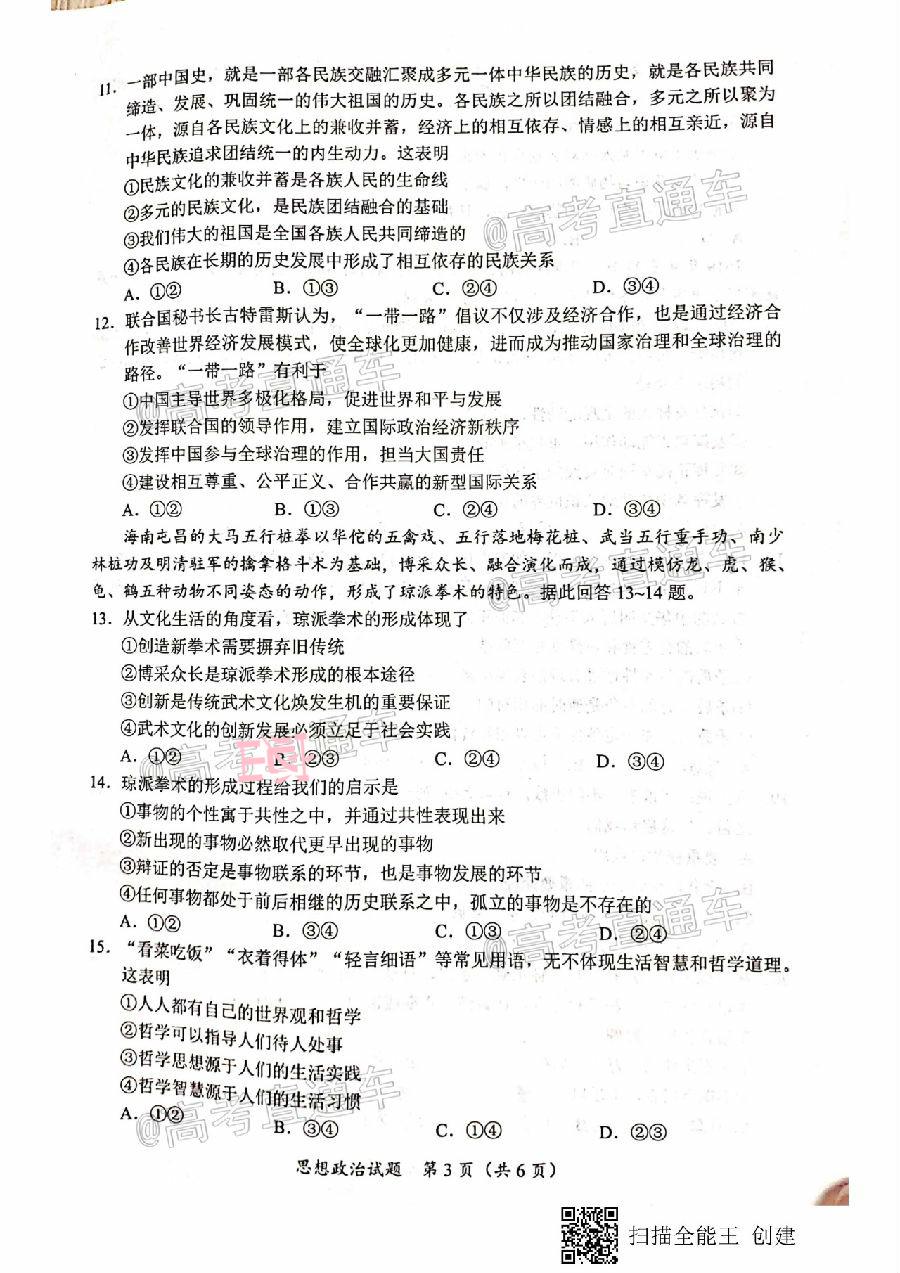 11. 一部中国史，就是一部各民族交融汇聚成多元一体中华民族的历史，就是各民族共同
缔造、发展、巩固统一的伟大祖国的历史。各民族之所以团结融合，多元之所以聚为
一体，源自各民族文化上的兼收并蓄，经济上的相互依存、情感上的相互亲近，源自
中华民族追求团结统一的内生动力。这表明
①民族文化的兼收并蓄是各族人民的生命线
②多元的民族文化，是民族团结融合的基础
③我们伟大的祖国是全国各族人民共同缔造的
④各民族在长期的历史发展中形成了相互依存的民族关系
A. ①② B. ①③ C. ②④ D. ③④
@高考直通车
12. 联合国秘书长古特雷斯认为，“一带一路”倡议不仅涉及经济合作，也是通过经济合
作改善世界经济发展模式，使全球化更加健康，进而成为推动国家治理和全球治理的
路径。“一带一路”有利于
①中国主导世界多极化格局，促进世界和平与发展
②发挥联合国的领导作用，建立国际政治经济新秩序
③发挥中国参与全球治理的作用，担当大国责任
④建设相互尊重、公平正义、合作共赢的新型国际关系
A. ①② B. ①③ C. ②④ D. ③④
@高考直通车
海南屯昌的大马五行桩拳以华佗的五禽戏、五行落地梅花桩、武当五行重手功、南少
林桩功及明清驻军的擒拿格斗术为基础，博采众长、融合演化而成，通过模仿龙、虎、猴、
龟、鹤五种动物不同姿态的动作，形成了琼派拳术的特色。据此回答 13~14 题。
@高考直通车
13. 从文化生活的角度看，琼派拳术的形成体现了
①创造新拳术需要摒弃旧传统
②博采众长是琼派拳术形成的根本途径
③创新是传统武术文化焕发生机的重要保证
④武术文化的创新发展必须立足于社会实践
A. ①② B. ②③ C. ②④ D. ③④
@高考直通车
14. 琼派拳术的形成过程给我们的启示是
①事物的个性寓于共性之中，并通过共性表现出来
②新出现的事物必然取代更早出现的事物
③辩证的否定是事物联系的环节，也是事物发展的环节
④任何事物都处于前后相继的历史联系之中，孤立的事物是不存在的
A. ①② B. ③④ C. ①③ D. ②④
@高考直通车
15. “看菜吃饭”“衣着得体”“轻言细语”等常见用语，无不体现生活智慧和哲学道理。
这表明
①人人都有自己的世界观和哲学
②哲学可以指导人们待人处事
③哲学思想源于人们的生活实践
④哲学智慧源于人们的生活习惯
A. ①② B. ③④ C. ①④ D. ②③
@高考直通车
思想政治试题 第 3 页（共 6 页）
扫描全能王 创建